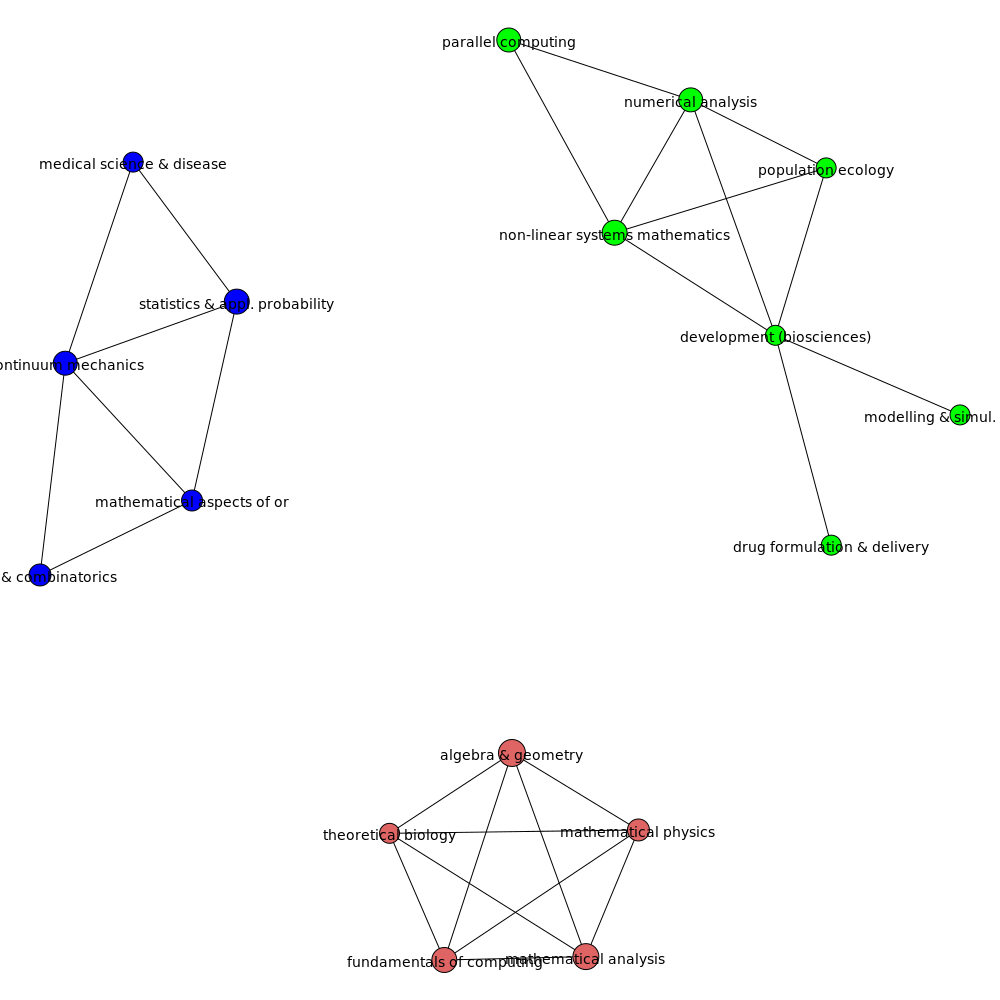 parallel computing
numerical analysis
medical science & disease
population ecology
non-linear systems mathematics
statistics & appl. probability
development (biosciences)
ontinuum mechanics
modelling & simul.
mathematical aspects of or
drug formulation & delivery
& combinatorics
algebra & geometry
mathematical physics
theoretical biology
mathematical analysis
fundamentals of computing